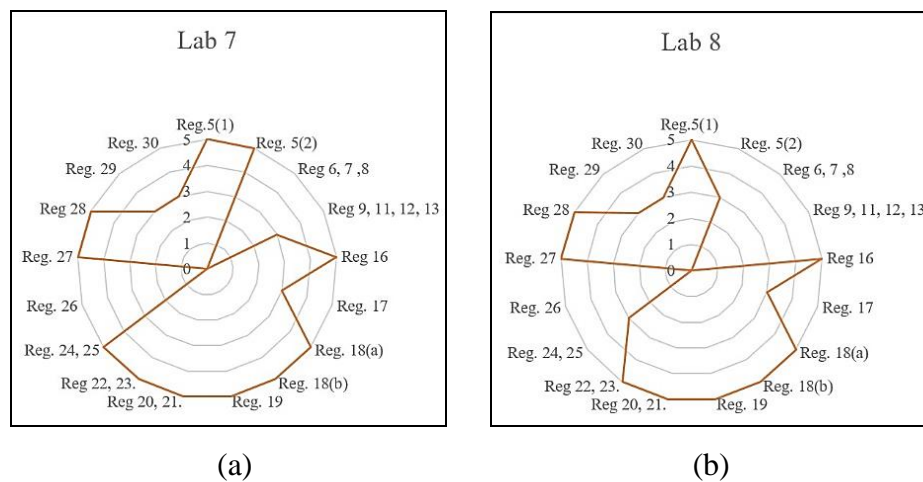 Lab 7
Reg.5(1)
Reg. 5(2)
Reg 6, 7 ,8
Reg 9, 11, 12, 13
Reg 16
Reg. 17
Reg. 18(a)
Reg. 18(b)
Reg. 19
Reg 20, 21.
Reg 22, 23.
Reg. 24, 25
Reg. 26
Reg. 27
Reg 28
Reg. 29
Reg. 30
5
4
3
2
1
0
(a)
Lab 8
Reg.5(1)
Reg. 5(2)
Reg 6, 7 ,8
Reg 9, 11, 12, 13
Reg 16
Reg. 17
Reg. 18(a)
Reg. 18(b)
Reg. 19
Reg 20, 21.
Reg 22, 23.
Reg. 24, 25
Reg. 26
Reg. 27
Reg 28
Reg. 29
Reg. 30
5
4
3
2
1
0
(b)